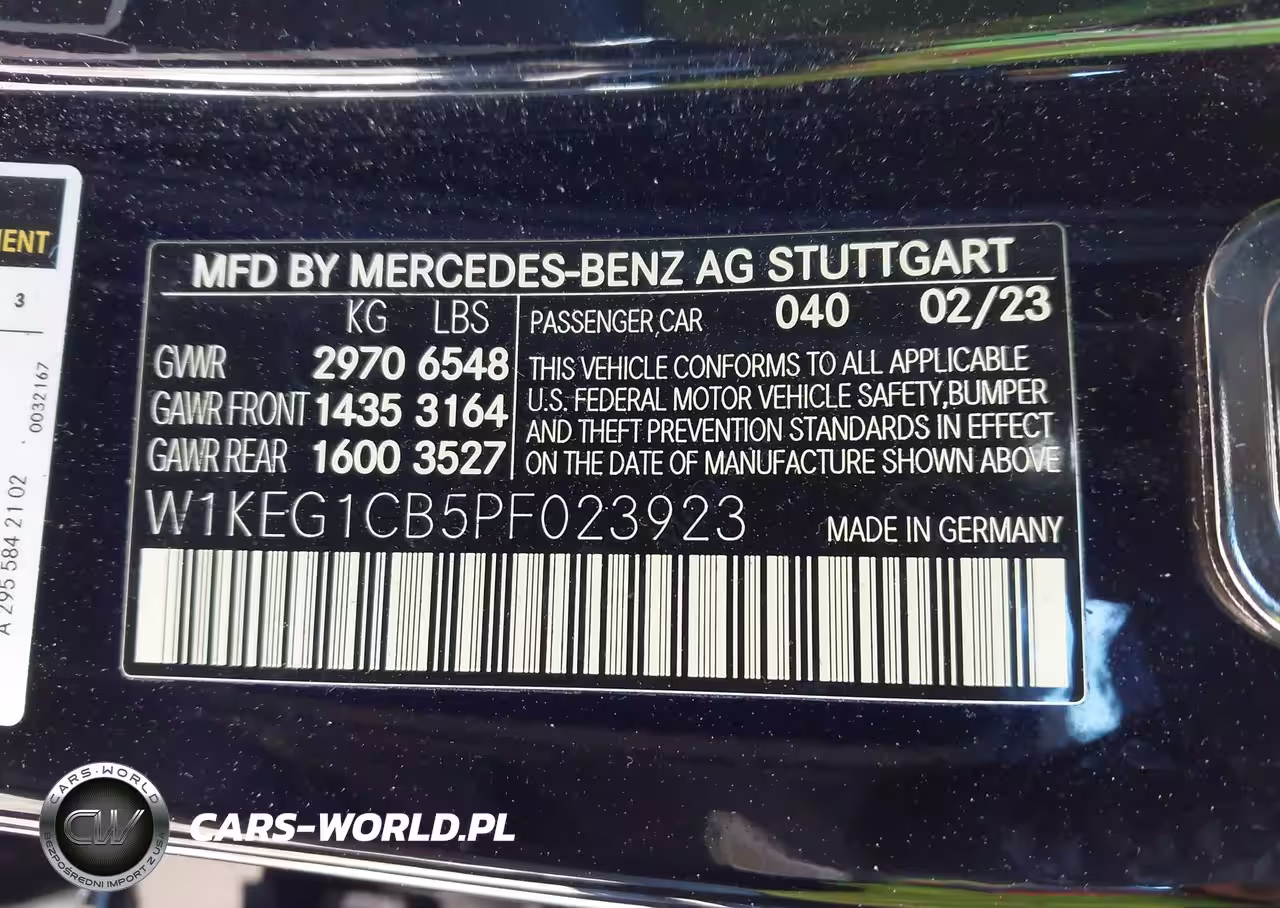 MFD BY MERCEDES-BENZ AG STUTTGART
KG LBS
GVWR 2970 6548
GAWR FRONT 1435 3164
GAWR REAR 1600 3527
PASSENGER CAR 040 02/23
THIS VEHICLE CONFORMS TO ALL APPLICABLE
U.S. FEDERAL MOTOR VEHICLE SAFETY, BUMPER
AND THEFT PREVENTION STANDARDS IN EFFECT
ON THE DATE OF MANUFACTURE SHOWN ABOVE
W1KEG1CB5PF023923
MADE IN GERMANY
3
0032167
A 295 584 21 02
CARS-WORLD
CW
BEZPOŚREDNI IMPORT Z USA
CARS-WORLD.PL